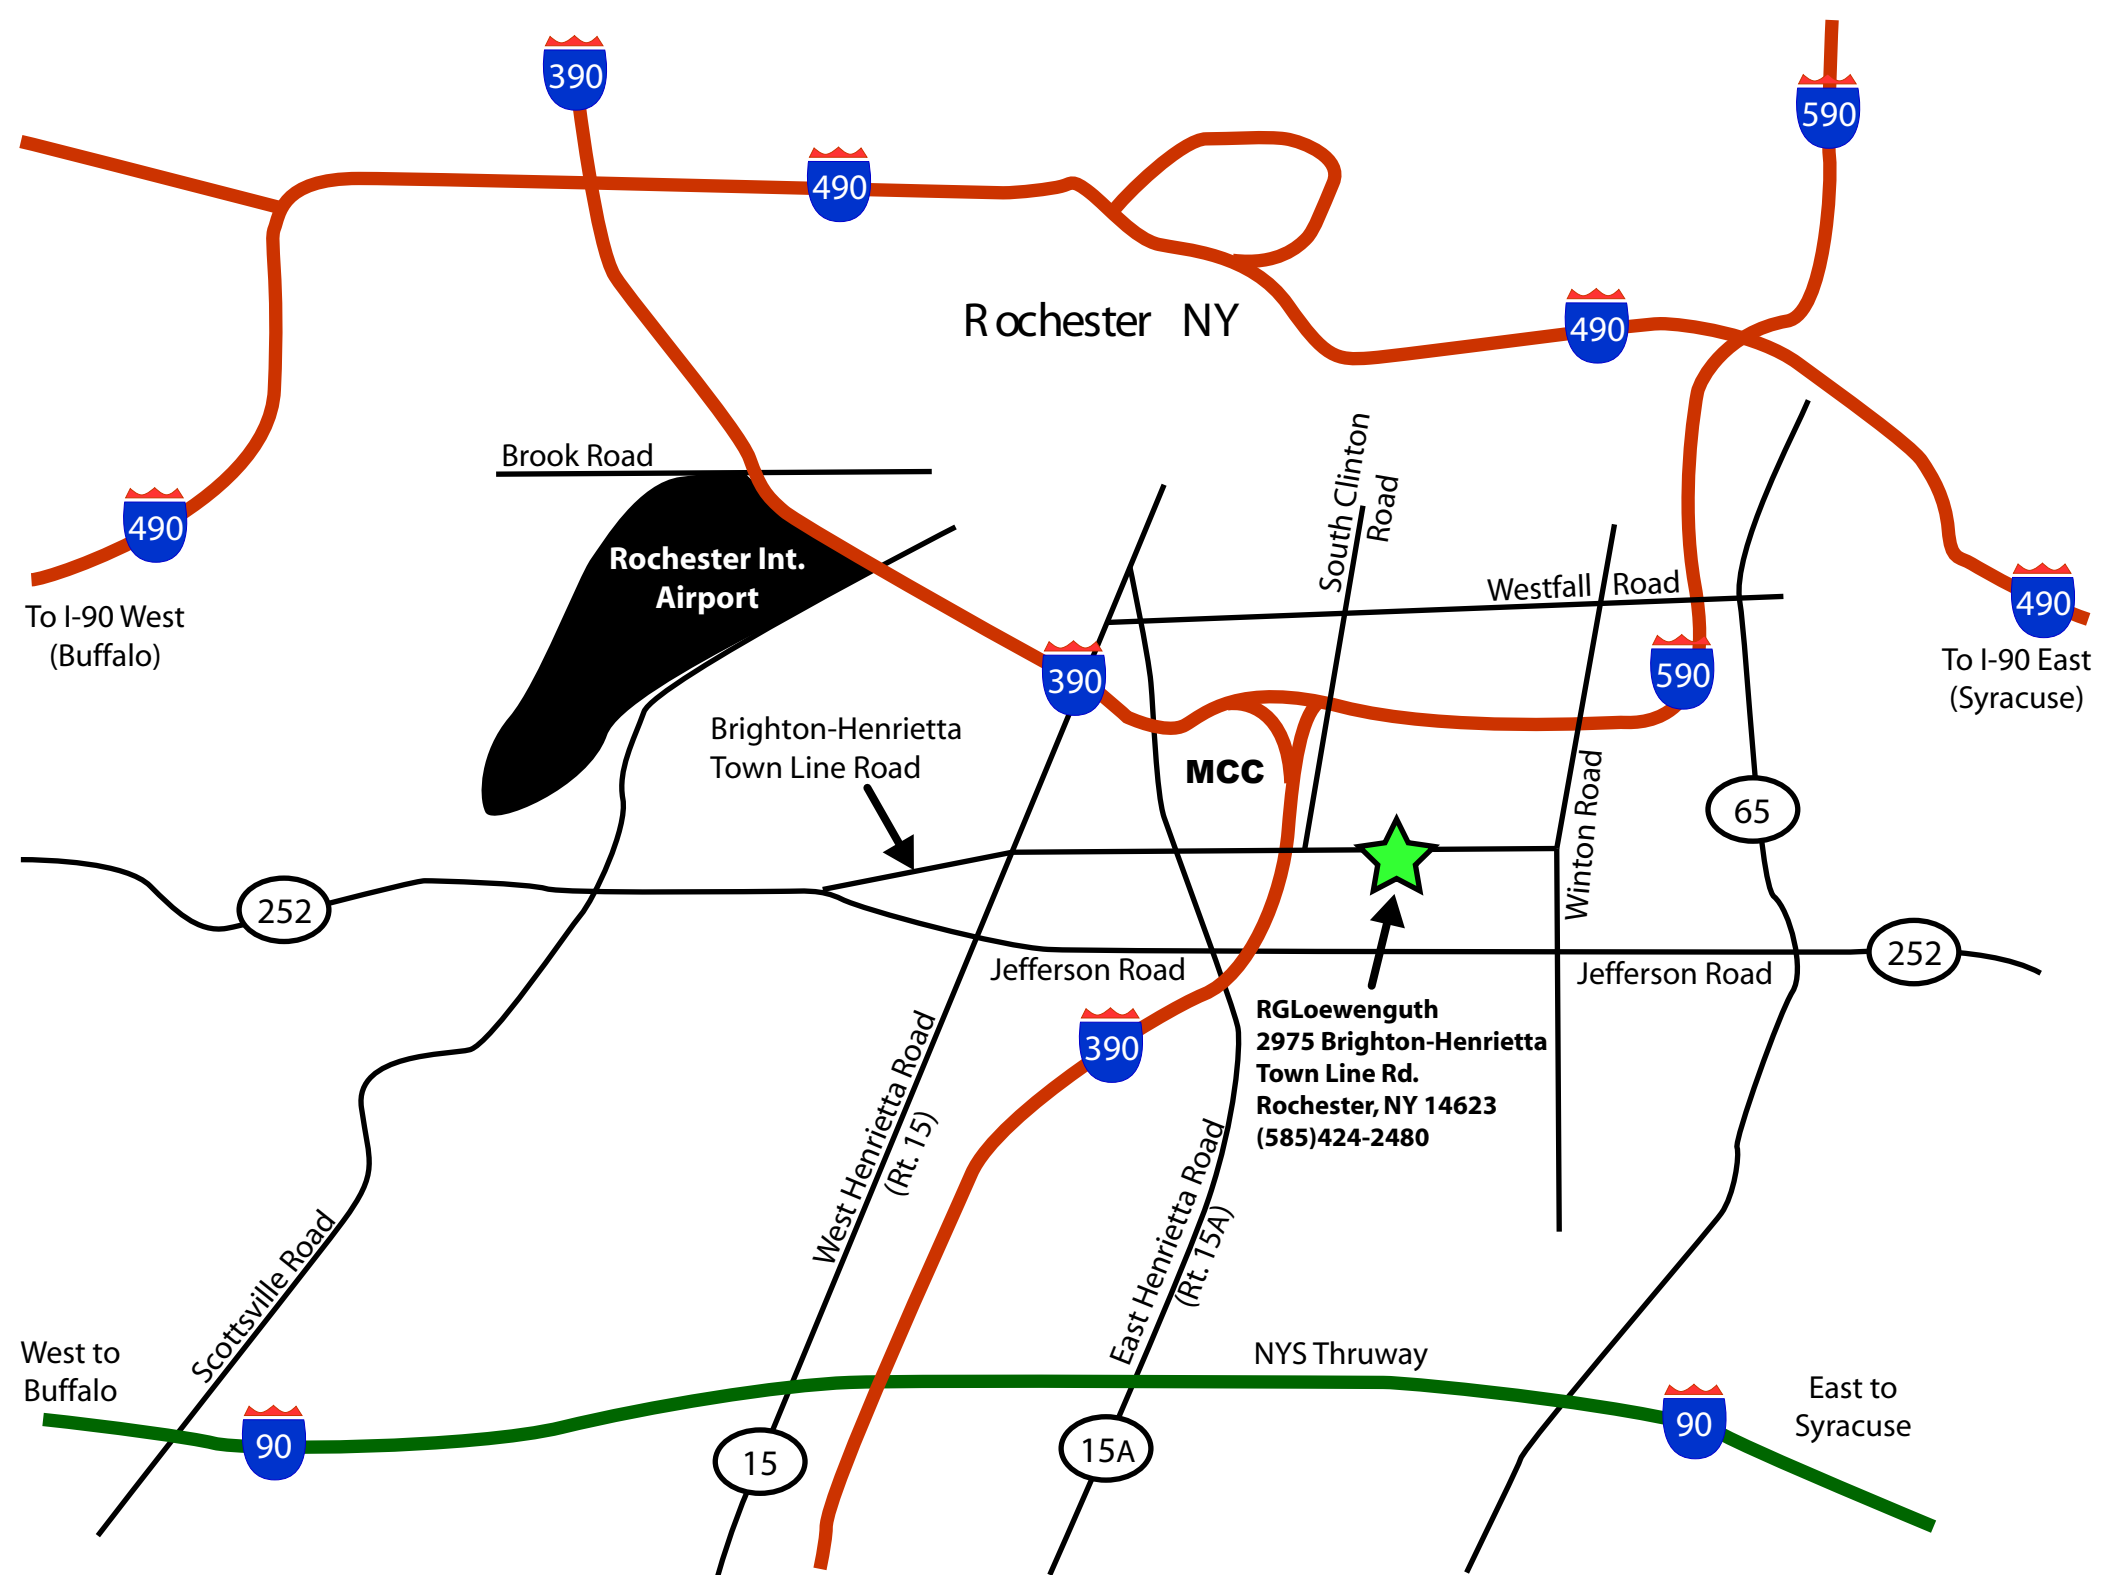 390
590
490
Rochester NY
490
South Clinton
Road
Brook Road
490
Rochester Int.
Airport
Westfall Road
490
To I-90 West
(Buffalo)
390
590
To I-90 East
(Syracuse)
Brighton-Henrietta
Town Line Road
MCC
Winton Road
65
252
252
Jefferson Road
Jefferson Road
RGLoewenguth
2975 Brighton-Henrietta
Town Line Rd.
Rochester, NY 14623
(585)424-2480
390
West Henrietta Road
(Rt. 15)
East Henrietta Road
(Rt. 15A)
Scottsville Road
West to
Buffalo
NYS Thruway
East to
Syracuse
90
90
15
15A